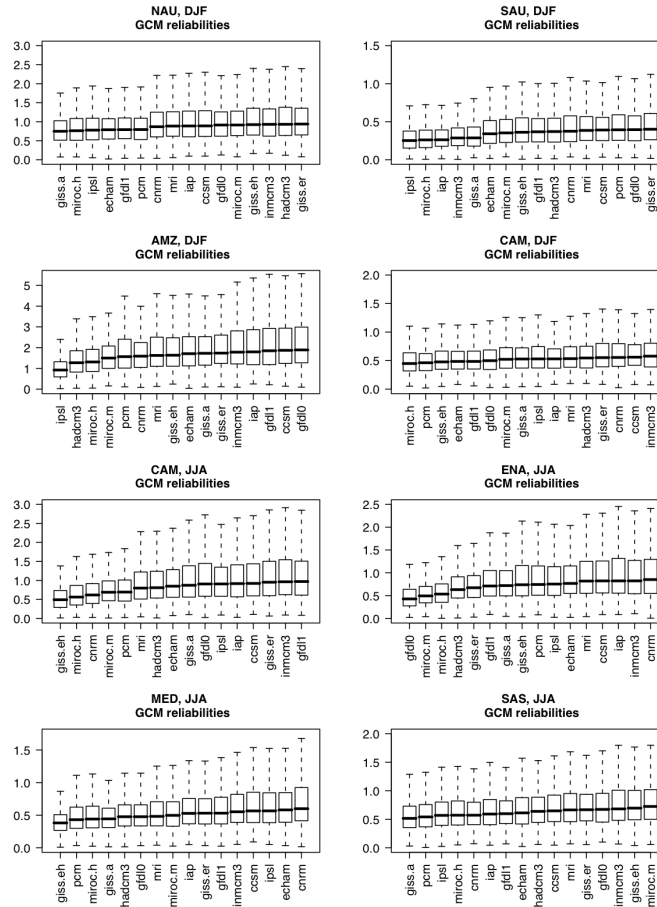 NAU, DJF
GCM reliabilities
3.0
2.5
2.0
1.5
1.0
0.5
0.0
giss.a
miroc.h
ipsl
echam
gfdl1
pcm
cnrm
mri
iap
ccsm
gfdl0
miroc.m
giss.eh
inmcm3
hadcm3
giss.er
SAU, DJF
GCM reliabilities
1.5
1.0
0.5
0.0
ipsl
miroc.h
iap
inmcm3
giss.a
echam
miroc.m
giss.eh
gfdl1
hadcm3
cnrm
mri
ccsm
pcm
gfdl0
giss.er
AMZ, DJF
GCM reliabilities
5
4
3
2
1
0
ipsl
hadcm3
miroc.h
miroc.m
pcm
cnrm
mri
giss.eh
echam
giss.a
giss.er
inmcm3
iap
gfdl1
ccsm
gfdl0
CAM, DJF
GCM reliabilities
2.0
1.5
1.0
0.5
0.0
miroc.h
pcm
giss.eh
echam
gfdl1
gfdl0
miroc.m
giss.a
ipsl
iap
mri
hadcm3
giss.er
cnrm
ccsm
inmcm3
CAM, JJA
GCM reliabilities
3.0
2.5
2.0
1.5
1.0
0.5
0.0
giss.eh
miroc.h
cnrm
miroc.m
pcm
mri
hadcm3
echam
giss.a
gfdl0
ipsl
iap
ccsm
giss.er
inmcm3
gfdl1
ENA, JJA
GCM reliabilities
2.5
2.0
1.5
1.0
0.5
0.0
gfdl0
miroc.m
miroc.h
hadcm3
giss.er
gfdl1
giss.a
giss.eh
pcm
ipsl
echam
mri
ccsm
iap
inmcm3
cnrm
MED, JJA
GCM reliabilities
1.5
1.0
0.5
0.0
giss.eh
pcm
miroc.h
giss.a
hadcm3
gfdl0
mri
miroc.m
iap
giss.er
gfdl1
inmcm3
ccsm
ipsl
echam
cnrm
SAS, JJA
GCM reliabilities
2.0
1.5
1.0
0.5
0.0
giss.a
pcm
ipsl
miroc.h
cnrm
iap
gfdl1
echam
hadcm3
ccsm
mri
giss.er
gfdl0
inmcm3
giss.eh
miroc.m